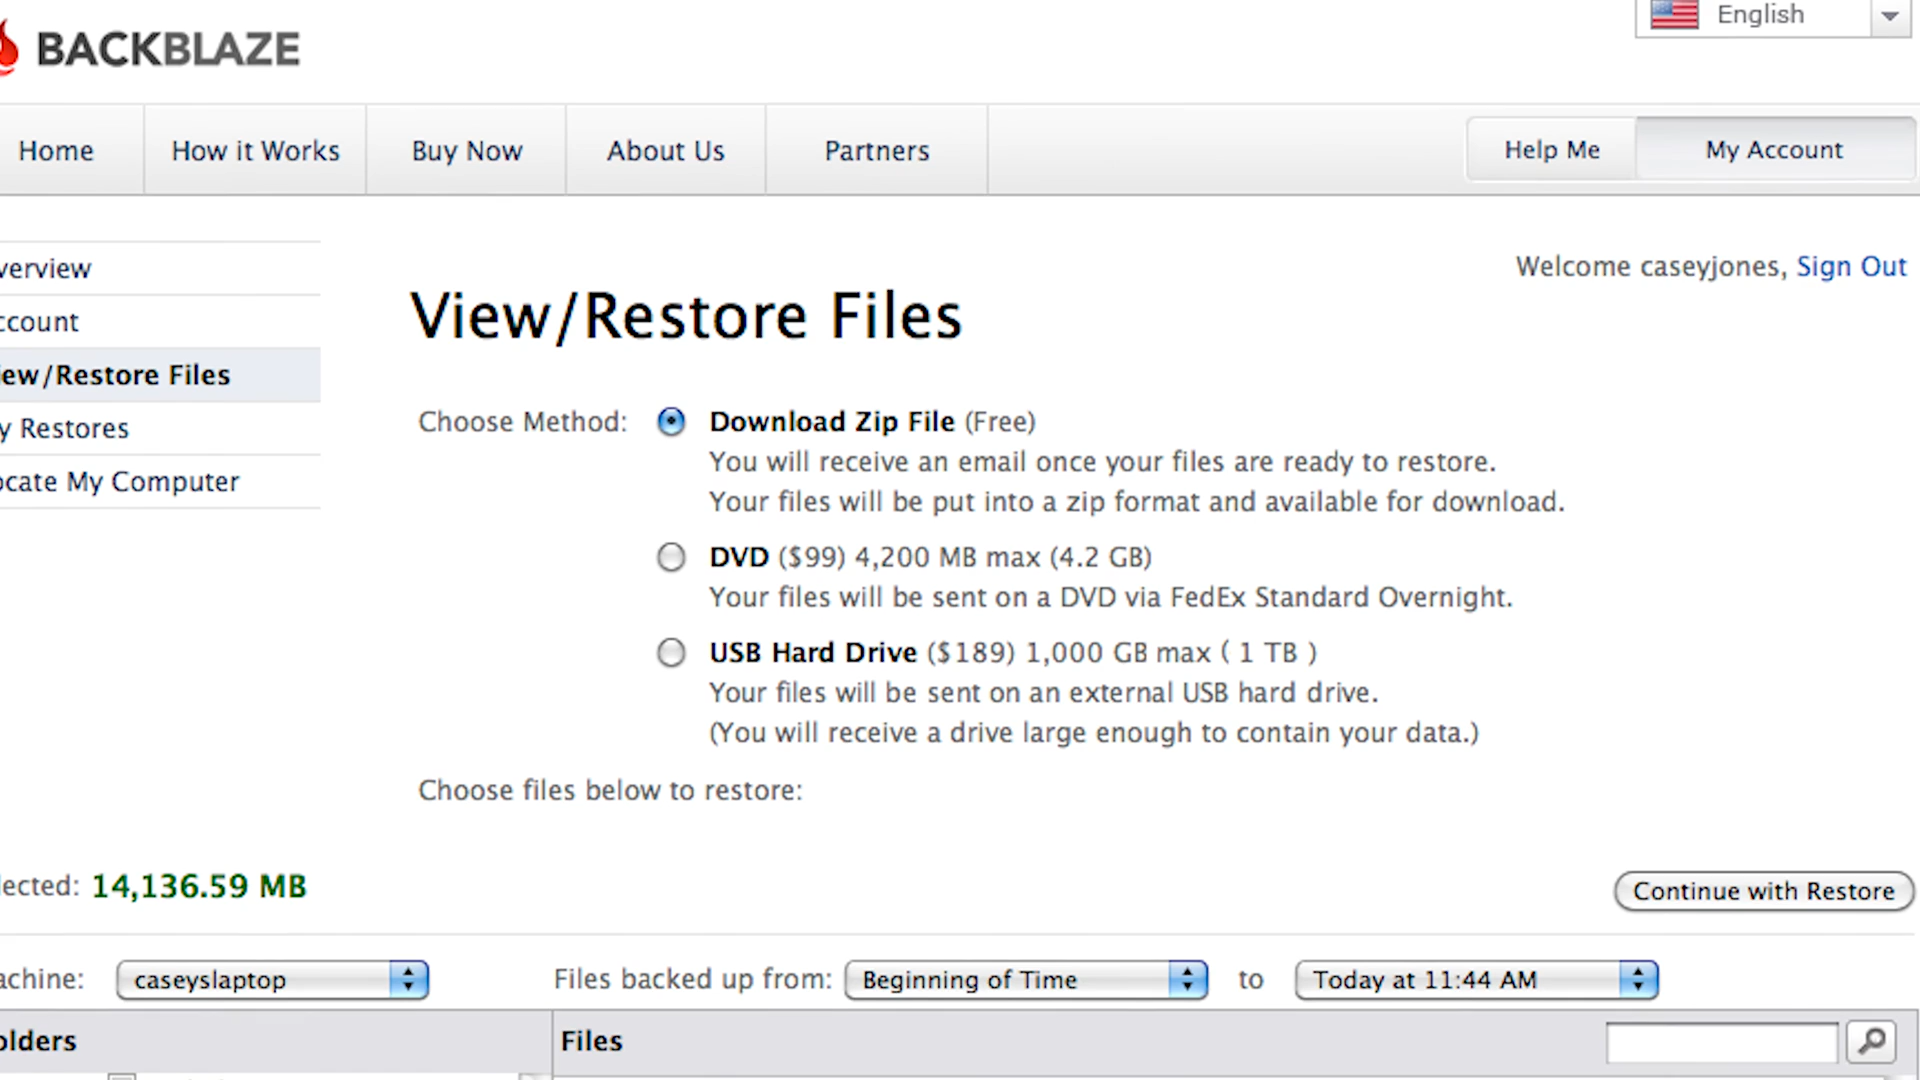 BACKBLAZE
English
Home
How it Works
Buy Now
About Us
Partners
Help Me
My Account
verview
ccount
iew/Restore Files
y Restores
ocate My Computer
Welcome caseyjones, Sign Out
View/Restore Files
Choose Method:
Download Zip File (Free)
You will receive an email once your files are ready to restore.
Your files will be put into a zip format and available for download.
DVD ($99) 4,200 MB max (4.2 GB)
Your files will be sent on a DVD via FedEx Standard Overnight.
USB Hard Drive ($189) 1,000 GB max ( 1 TB )
Your files will be sent on an external USB hard drive.
(You will receive a drive large enough to contain your data.)
Choose files below to restore:
lected: 14,136.59 MB
Continue with Restore
achine: caseyslaptop
Files backed up from: Beginning of Time to Today at 11:44 AM
olders
Files